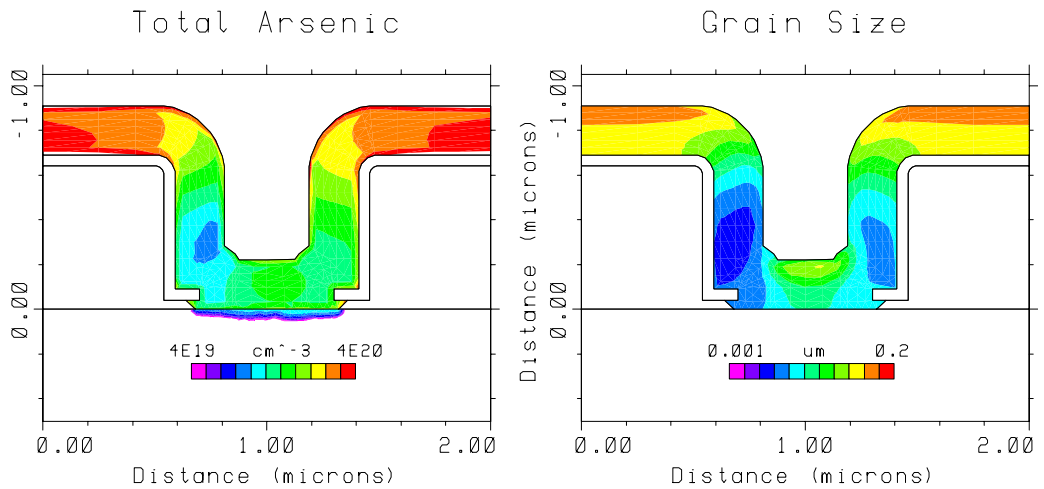 Total Arsenic
-1.00
0.00
4E19 cm^-3 4E20
0.00 1.00 2.00
Distance (microns)
Grain Size
-1.00
0.00
Distance (microns)
0.001 um 0.2
0.00 1.00 2.00
Distance (microns)